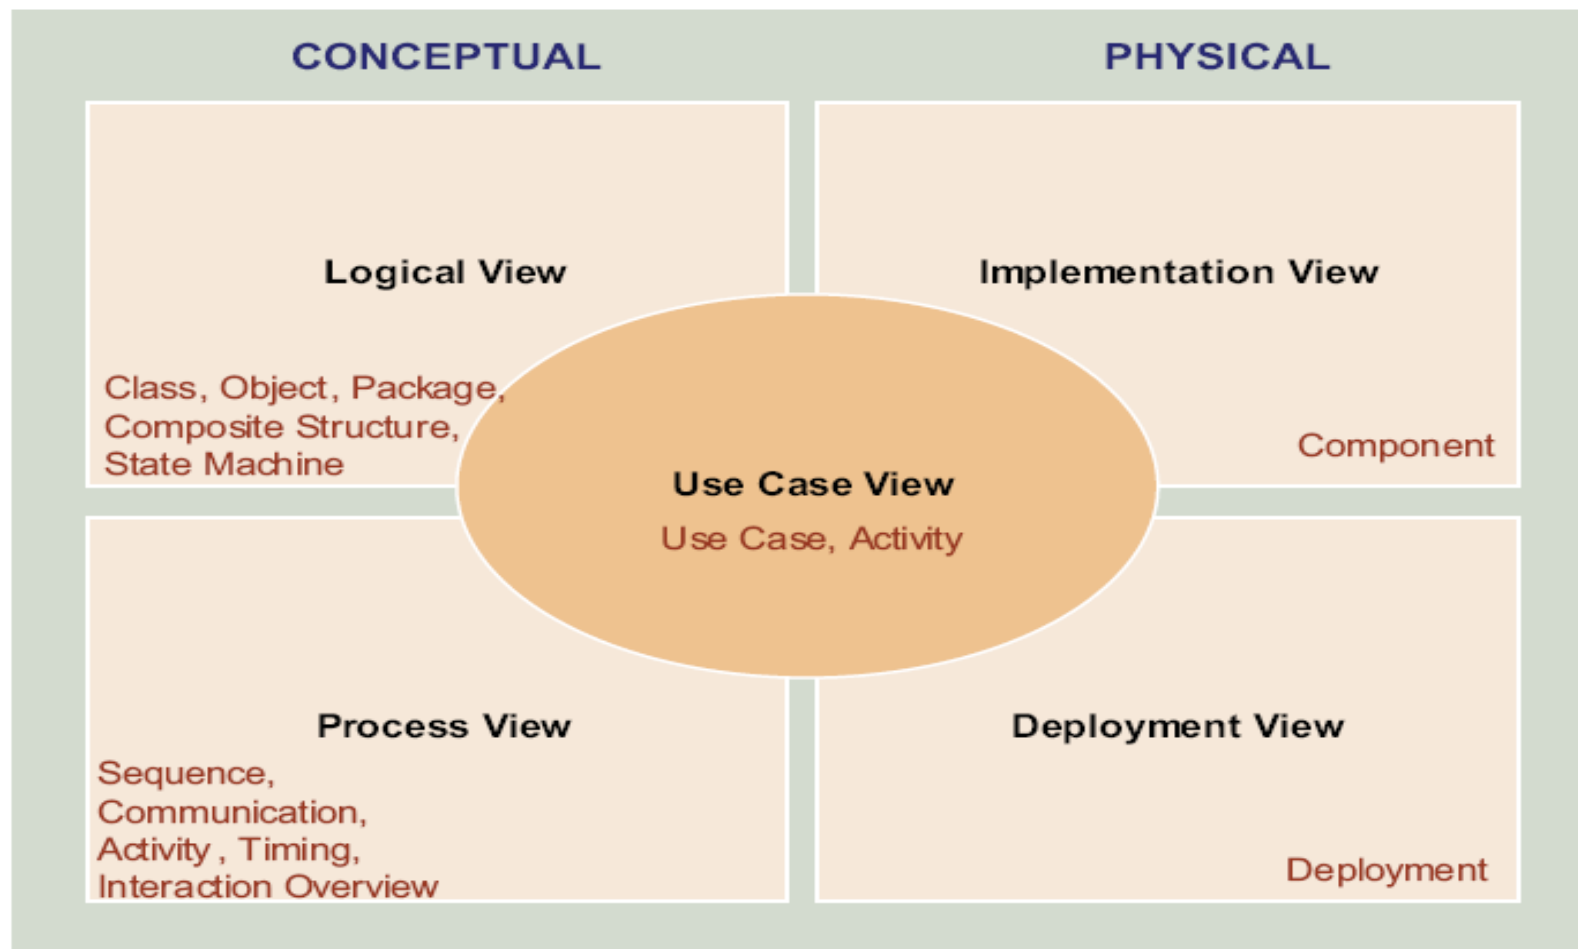 CONCEPTUAL
PHYSICAL
Logical View
Class, Object, Package,
Composite Structure,
State Machine
Implementation View
Component
Use Case View
Use Case, Activity
Process View
Sequence,
Communication,
Activity, Timing,
Interaction Overview
Deployment View
Deployment